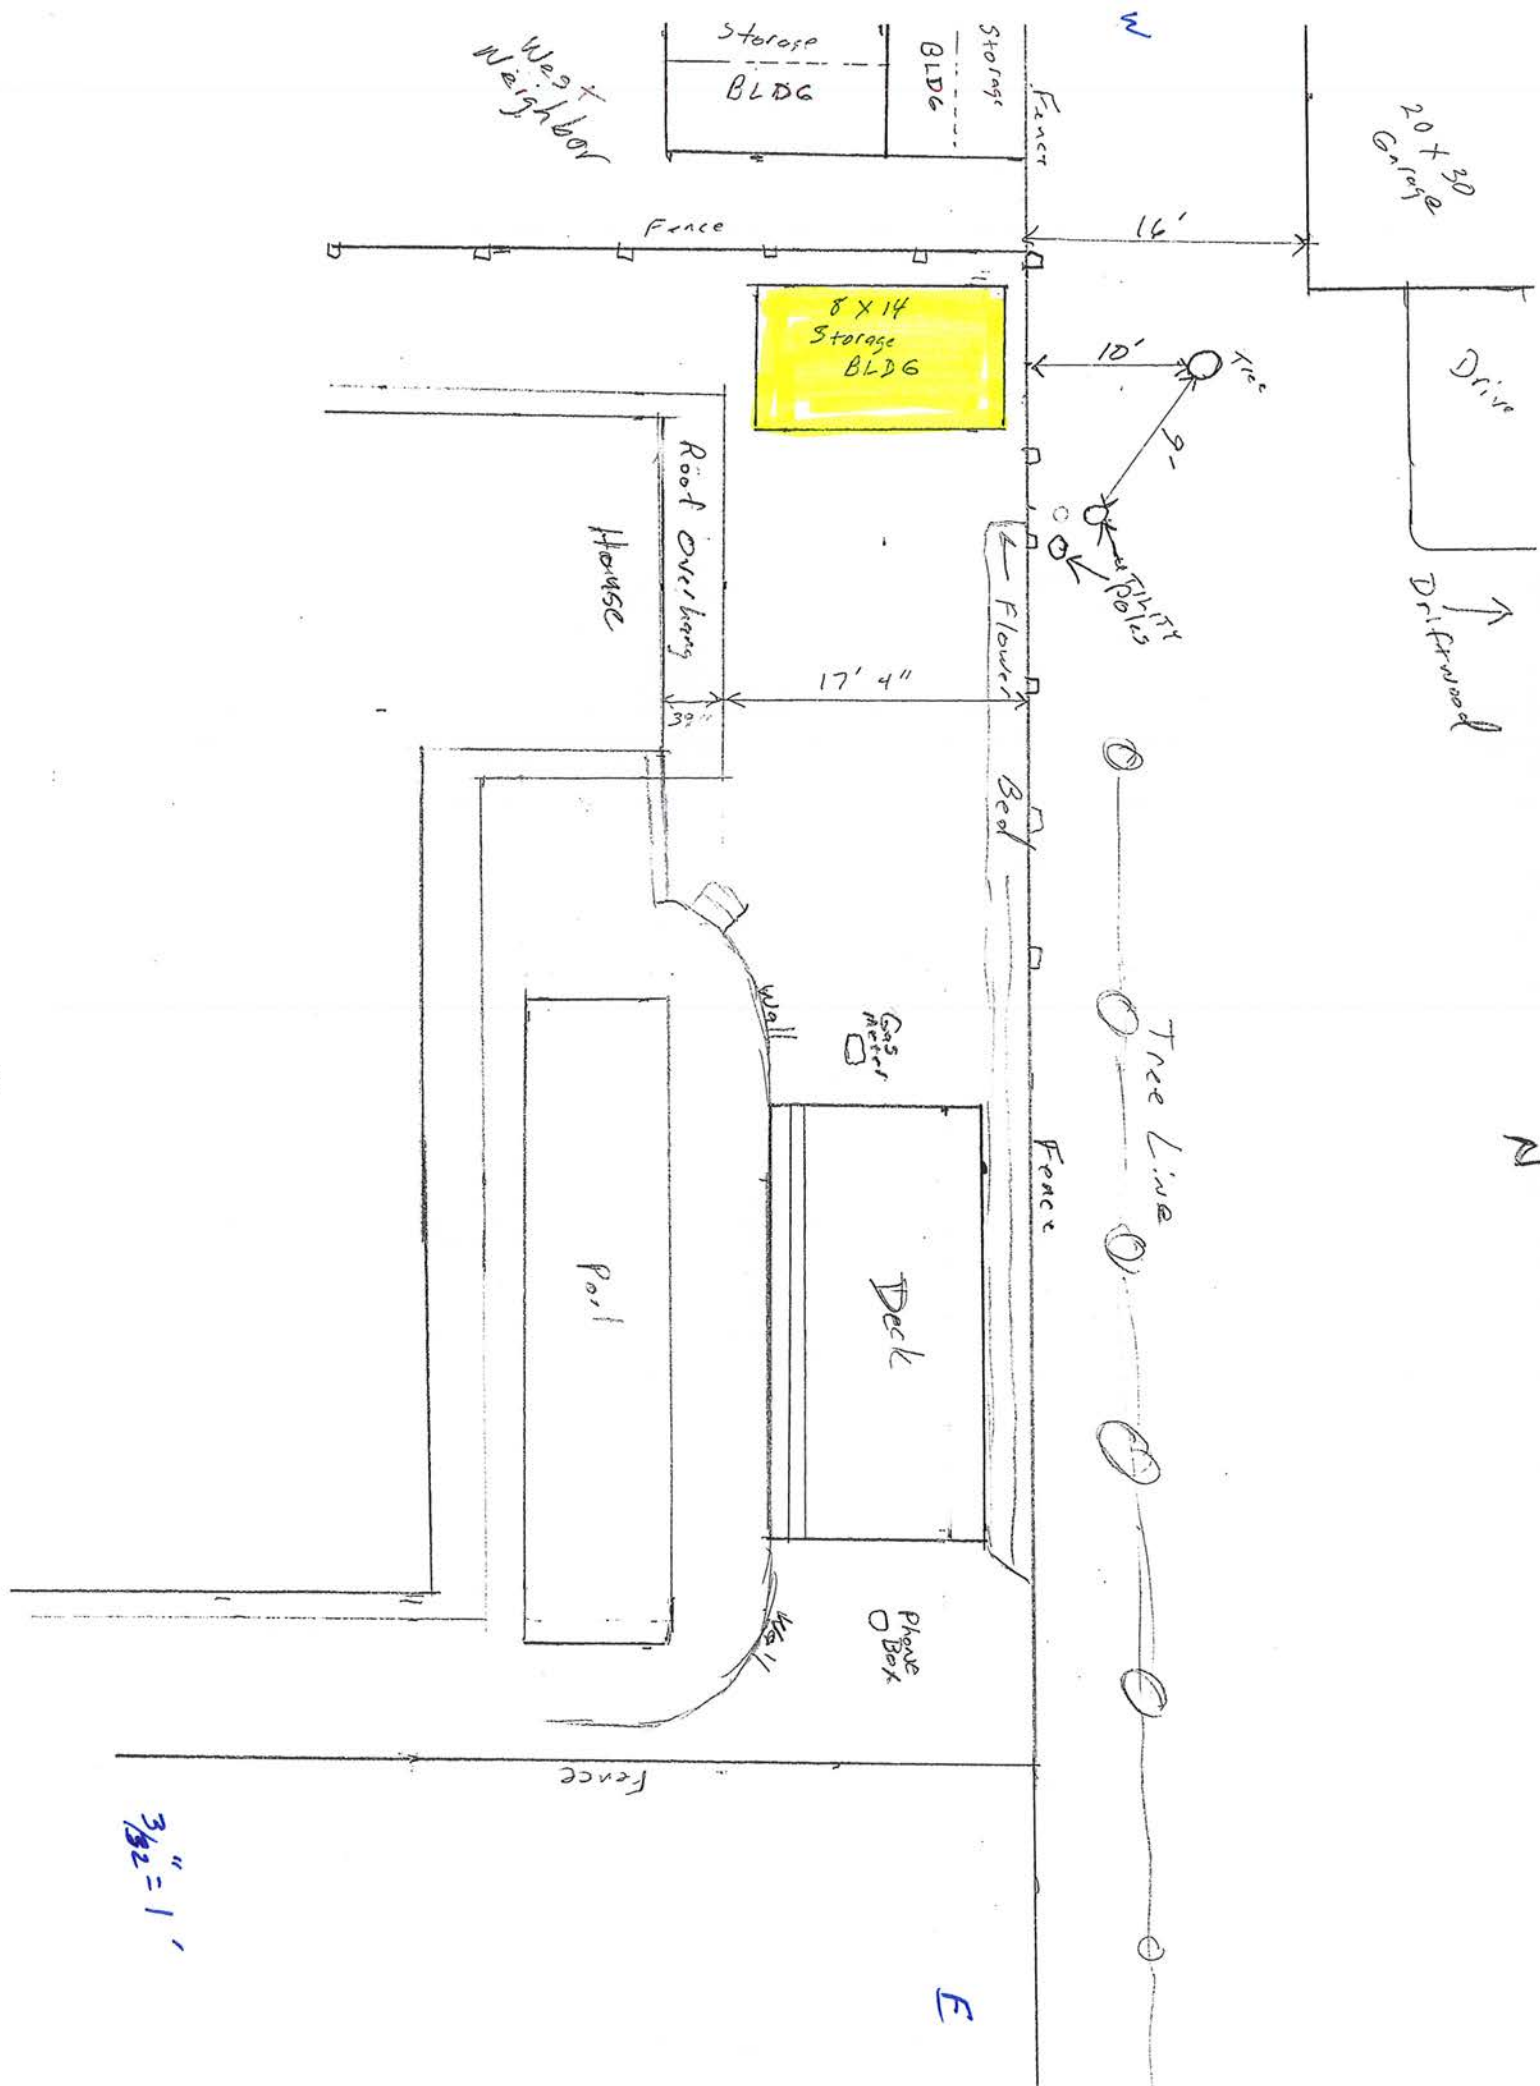 W
20 x 30
Garage
Storage
BLDG
Storage
BLDG
West
Neighbor
Fence
Fence
16'
8 X 14
Storage
BLDG
10'
Tree
9'
Drive
Driftwood
UTILITY
Poles
Roof Overhang
House
Flower Bed
17' 4"
39"
Wall
Gas
Meter
Tree Line
N
Fence
Deck
Pool
Wall
Phone
Box
Fence
3/32" = 1'
E